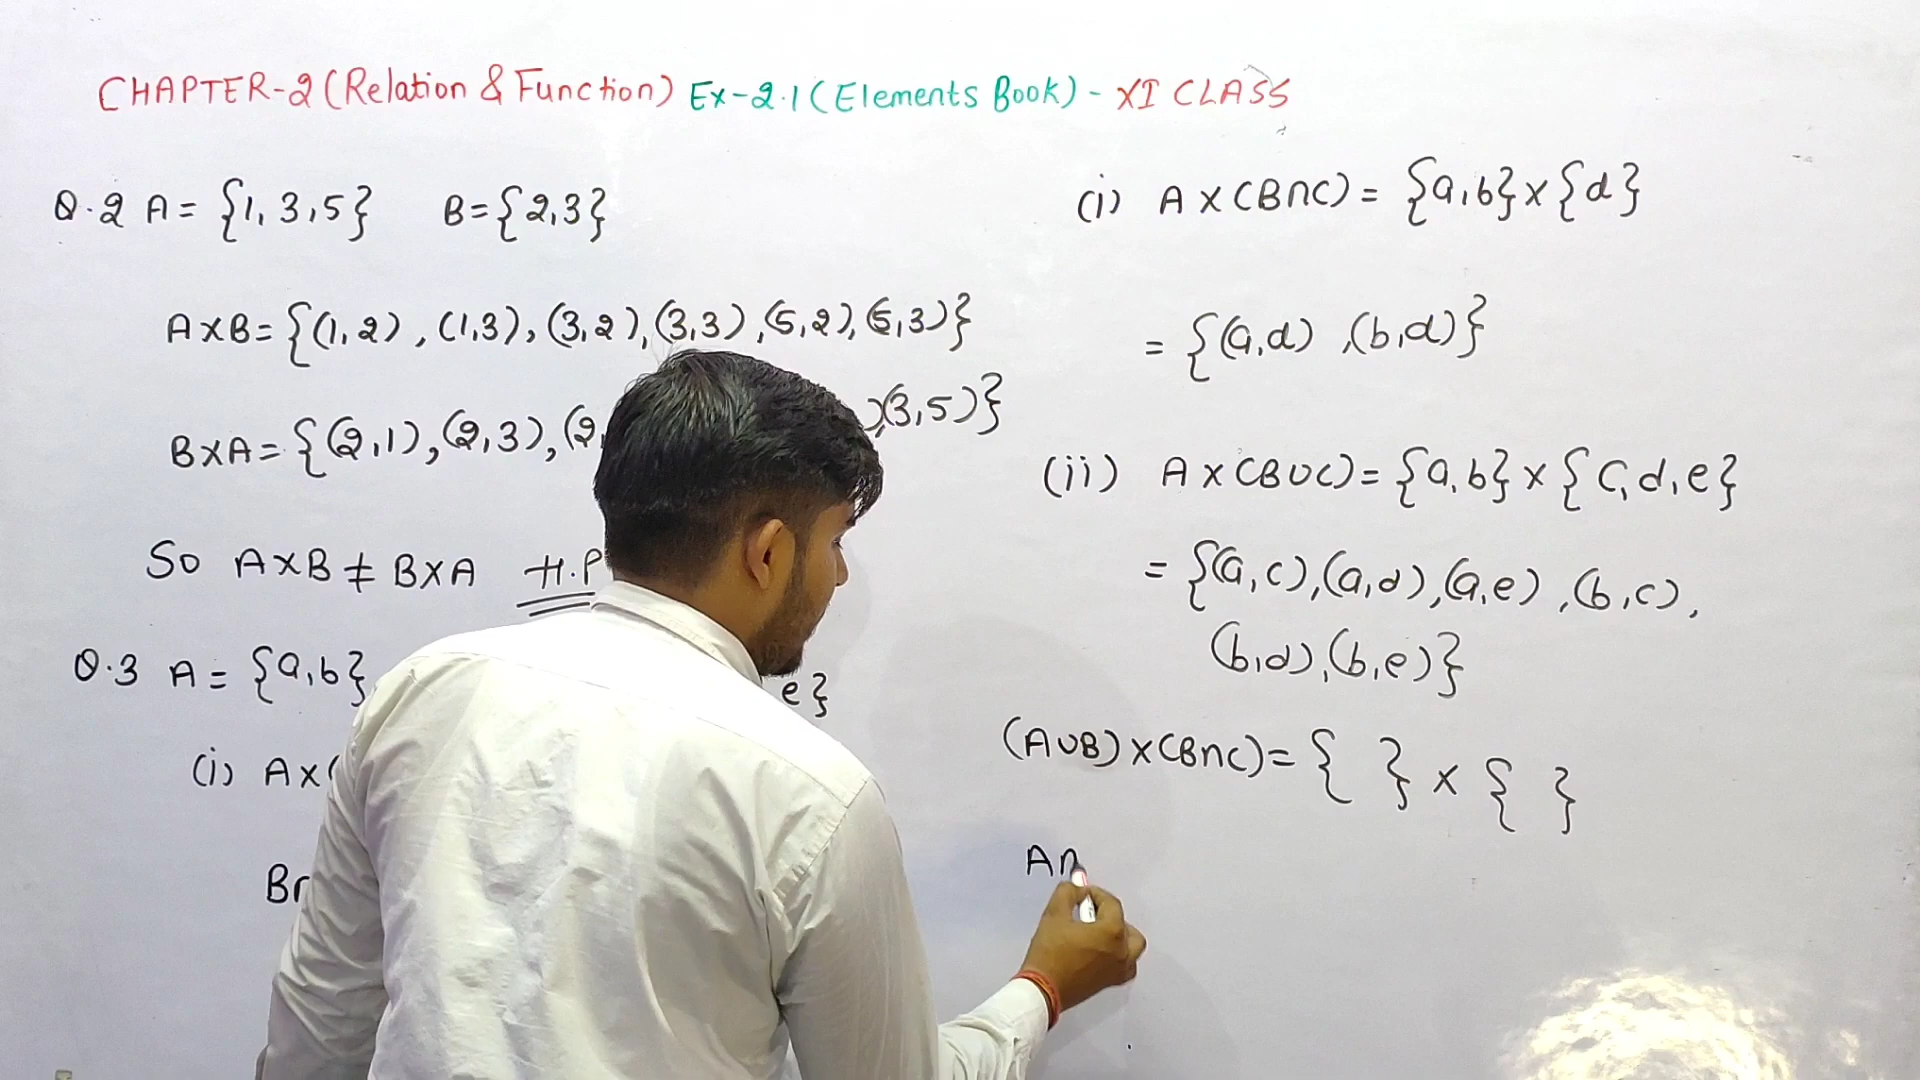 CHAPTER-2 (Relation & Function) Ex-2.1 (Elements Book) - XI CLASS
Q.2 A = {1, 3, 5} B = {2, 3}
A×B = {(1, 2), (1, 3), (3, 2), (3, 3), (5, 2), (5, 3)}
B×A = {(2, 1), (2, 3), (2, ), (3, 5)}
So A×B ≠ B×A H.P
Q.3 A = {a, b} e}
(i) A×(
(i) A × (B∩C) = {a, b} × {d}
= {(a, d), (b, d)}
(ii) A × (B∪C) = {a, b} × {c, d, e}
= {(a, c), (a, d), (a, e), (b, c),
(b, d), (b, e)}
(A∪B) × (B∩C) = { } × { }
A∩